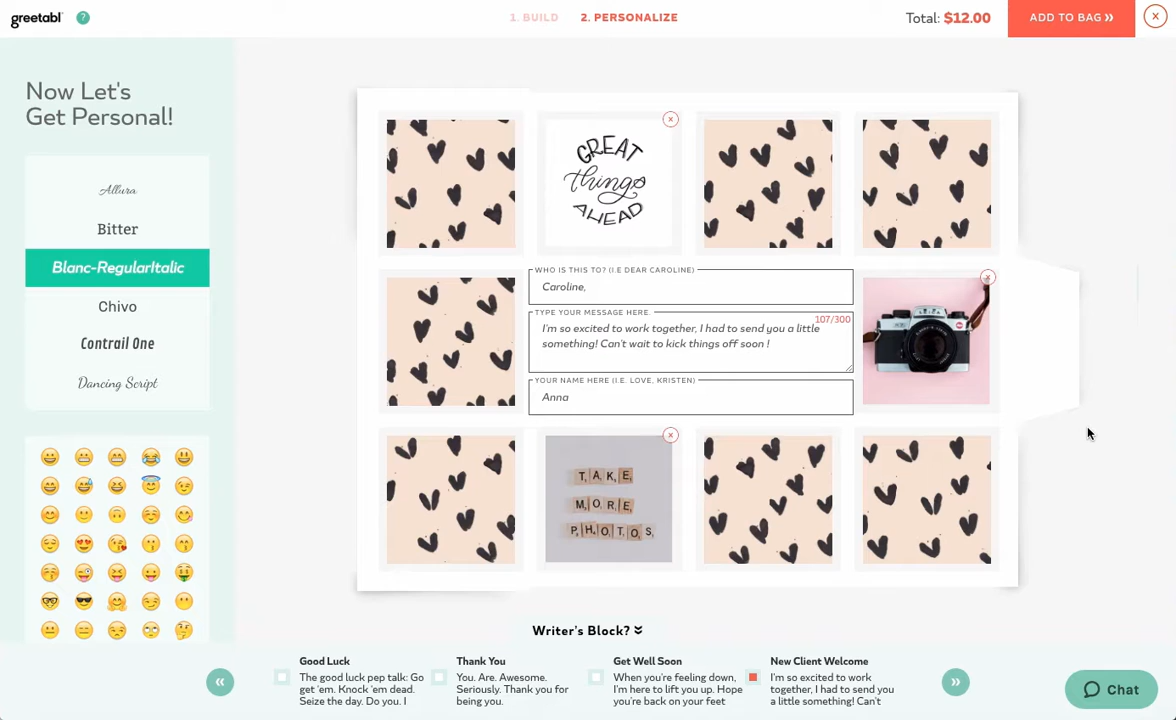 greetabl
?
1. BUILD
2. PERSONALIZE
Total: $12.00
ADD TO BAG »
x
Now Let's
Get Personal!
Allura
Bitter
Blanc-RegularItalic
Chivo
Contrail One
Dancing Script
x
GREAT
things
AHEAD
WHO IS THIS TO? (I.E DEAR CAROLINE)
Caroline,
TYPE YOUR MESSAGE HERE.
107/300
I'm so excited to work together, I had to send you a little
something! Can't wait to kick things off soon !
YOUR NAME HERE (I.E. LOVE, KRISTEN)
Anna
x
x
TAKE
MORE
PHOTOS
Writer's Block?
«
Good Luck
The good luck pep talk: Go
get 'em. Knock 'em dead.
Seize the day. Do you. I
Thank You
You. Are. Awesome.
Seriously. Thank you for
being you.
Get Well Soon
When you're feeling down,
I'm here to lift you up. Hope
you're back on your feet
New Client Welcome
I'm so excited to work
together, I had to send you
a little something! Can't
»
Chat